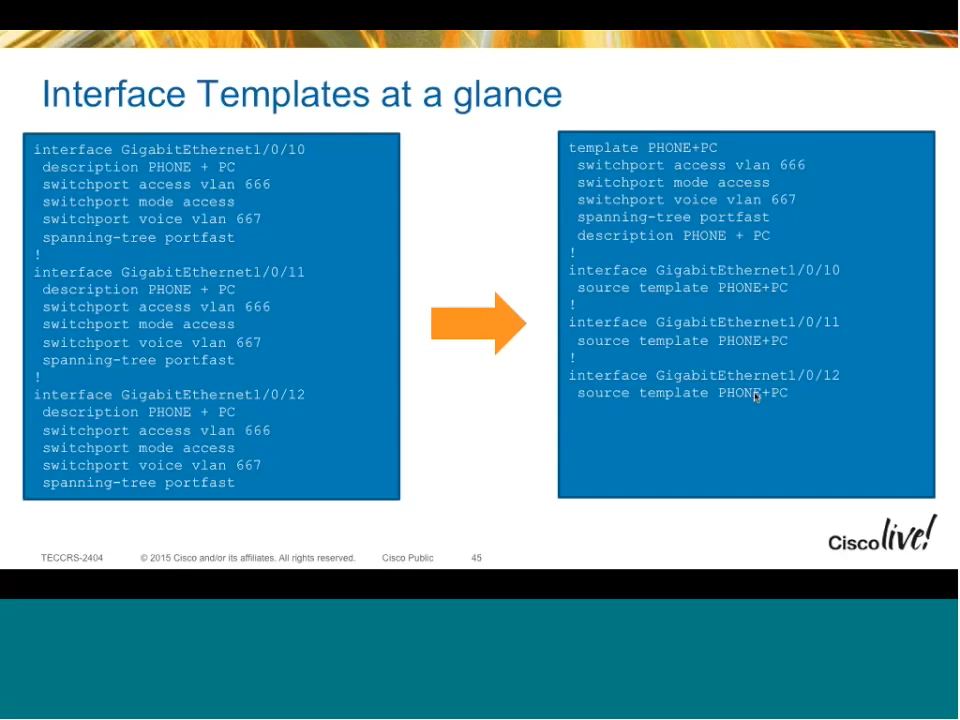 Interface Templates at a glance
interface GigabitEthernet1/0/10
description PHONE + PC
switchport access vlan 666
switchport mode access
switchport voice vlan 667
spanning-tree portfast
!
interface GigabitEthernet1/0/11
description PHONE + PC
switchport access vlan 666
switchport mode access
switchport voice vlan 667
spanning-tree portfast
!
interface GigabitEthernet1/0/12
description PHONE + PC
switchport access vlan 666
switchport mode access
switchport voice vlan 667
spanning-tree portfast
template PHONE+PC
switchport access vlan 666
switchport mode access
switchport voice vlan 667
spanning-tree portfast
description PHONE + PC
!
interface GigabitEthernet1/0/10
source template PHONE+PC
!
interface GigabitEthernet1/0/11
source template PHONE+PC
!
interface GigabitEthernet1/0/12
source template PHONE+PC
Cisco live!
TECCRS-2404 © 2015 Cisco and/or its affiliates. All rights reserved. Cisco Public 45